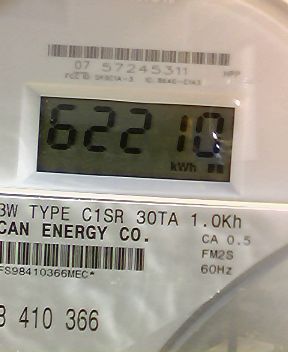 07 57245311 HPP
62210
kWh
3W TYPE C1SR 30TA 1.0Kh
CAN ENERGY CO.
CA 0.5
FM2S
60Hz
FS98410366MEC*
410 366